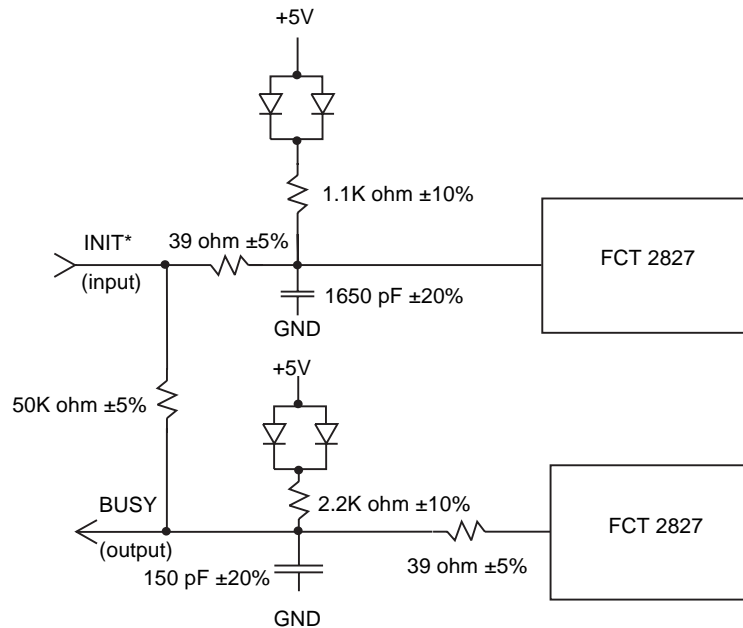 +5V
1.1K ohm ±10%
INIT*
39 ohm ±5%
(input)
FCT 2827
1650 pF ±20%
GND
+5V
50K ohm ±5%
BUSY
2.2K ohm ±10%
(output)
FCT 2827
150 pF ±20%
39 ohm ±5%
GND